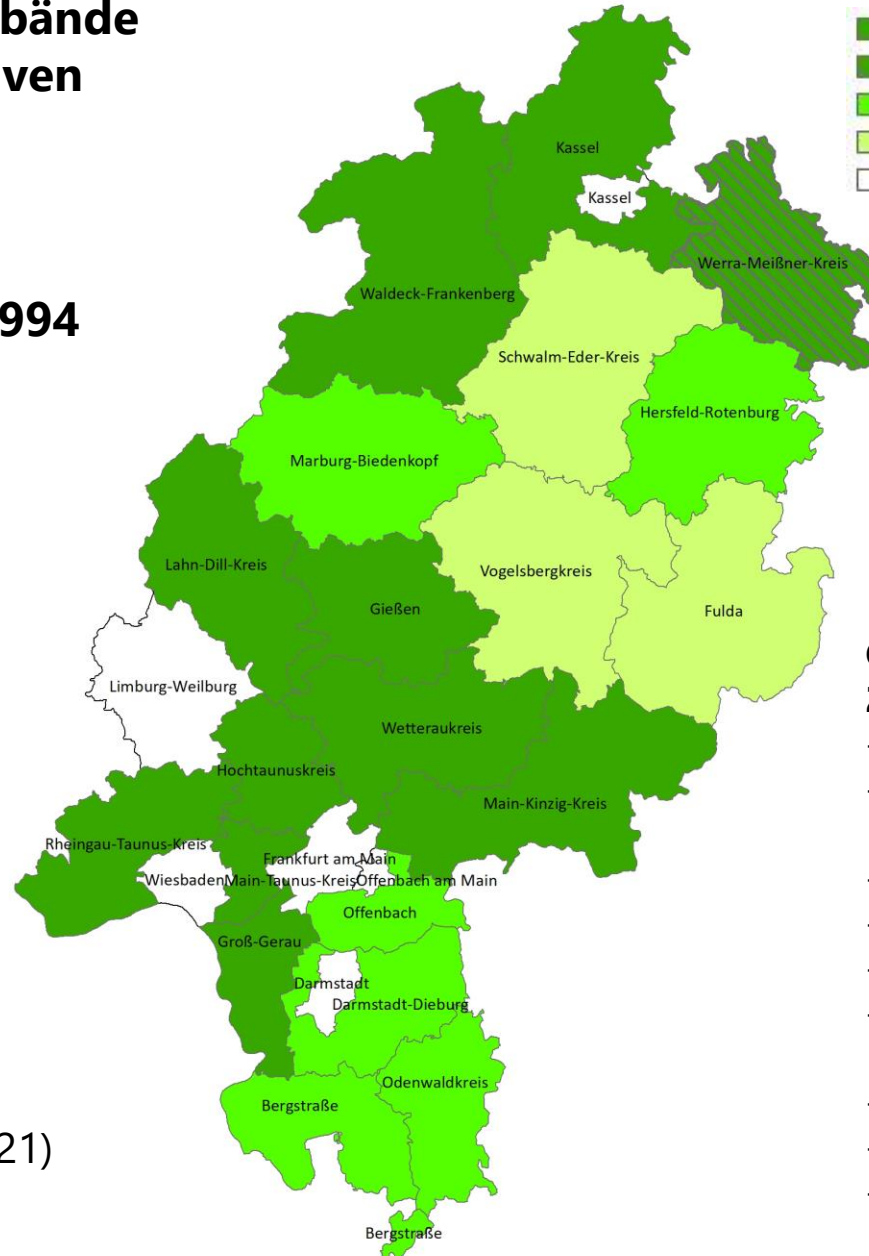 bände
ven
994
Kassel
Kassel
Werra-Meißner-Kreis
Waldeck-Frankenberg
Schwalm-Eder-Kreis
Hersfeld-Rotenburg
Marburg-Biedenkopf
Lahn-Dill-Kreis
Vogelsbergkreis
Gießen
Fulda
Limburg-Weilburg
Wetteraukreis
Hochtaunuskreis
Main-Kinzig-Kreis
Rheingau-Taunus-Kreis
Frankfurt am Main
Wiesbaden
Main-Taunus-Kreis
Offenbach am Main
Offenbach
Groß-Gerau
Darmstadt
Darmstadt-Dieburg
Odenwaldkreis
Bergstraße
21)
Bergstraße